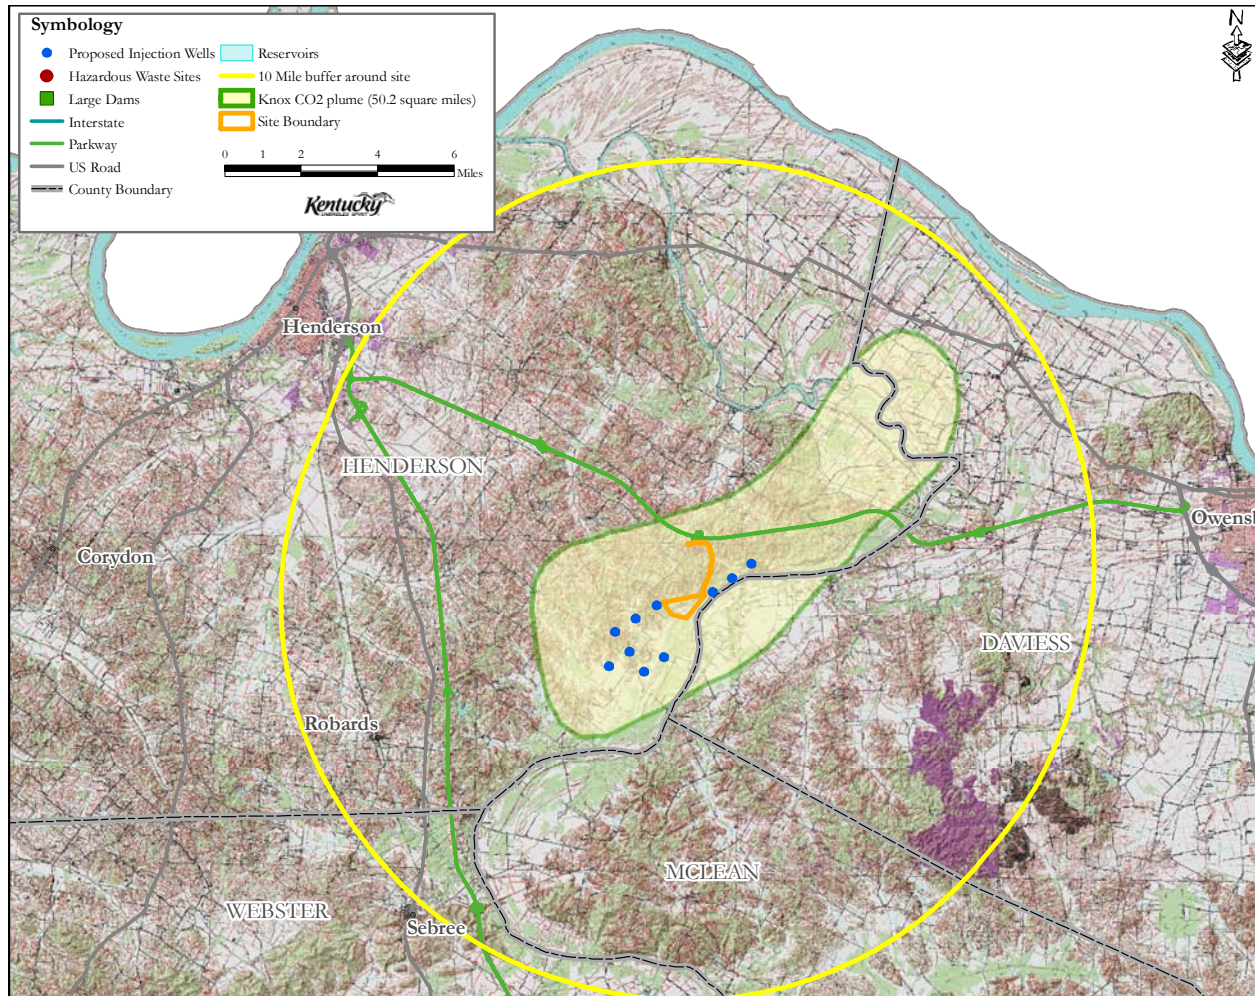 Symbology
Proposed Injection Wells
Reservoirs
Hazardous Waste Sites
10 Mile buffer around site
Large Dams
Knox CO2 plume (50.2 square miles)
Interstate
Site Boundary
Parkway
US Road
County Boundary
0 1 2 4 6
Miles
Kentucky
UNBRIDLED SPIRIT
N
Henderson
HENDERSON
Owensb
Corydon
DAVIESS
Robards
MCLEAN
WEBSTER
Sebree